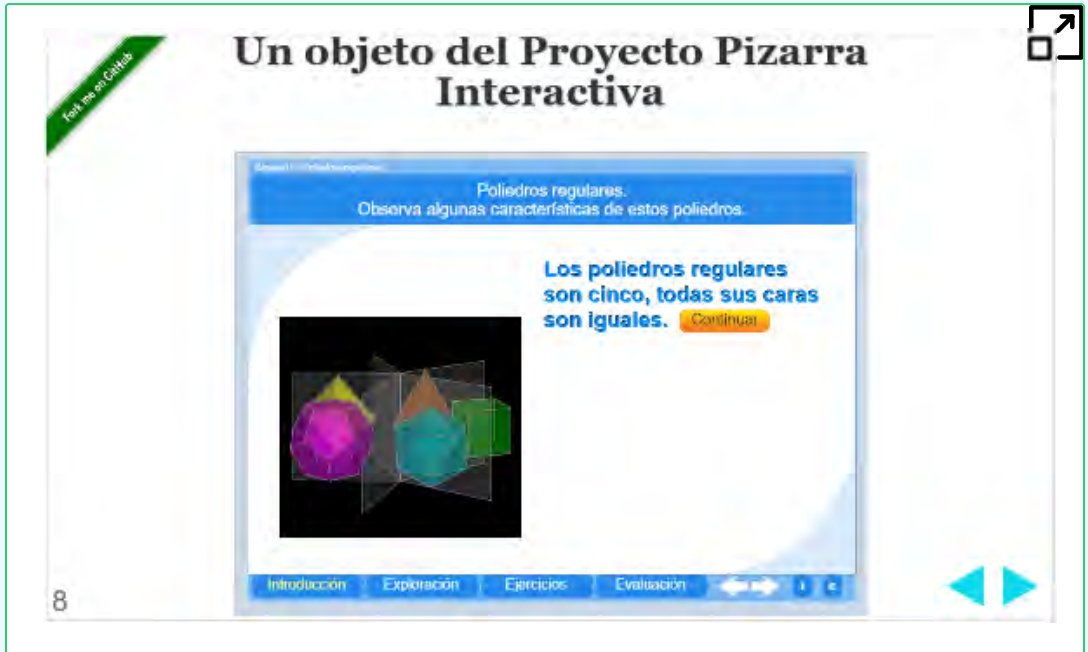 Fork me on GitHub
Un objeto del Proyecto Pizarra
Interactiva
Poliedros regulares.
Observa algunas características de estos poliedros.
Los poliedros regulares
son cinco, todas sus caras
son iguales. Continuar
Introducción Exploración Ejercicios Evaluación i c
8